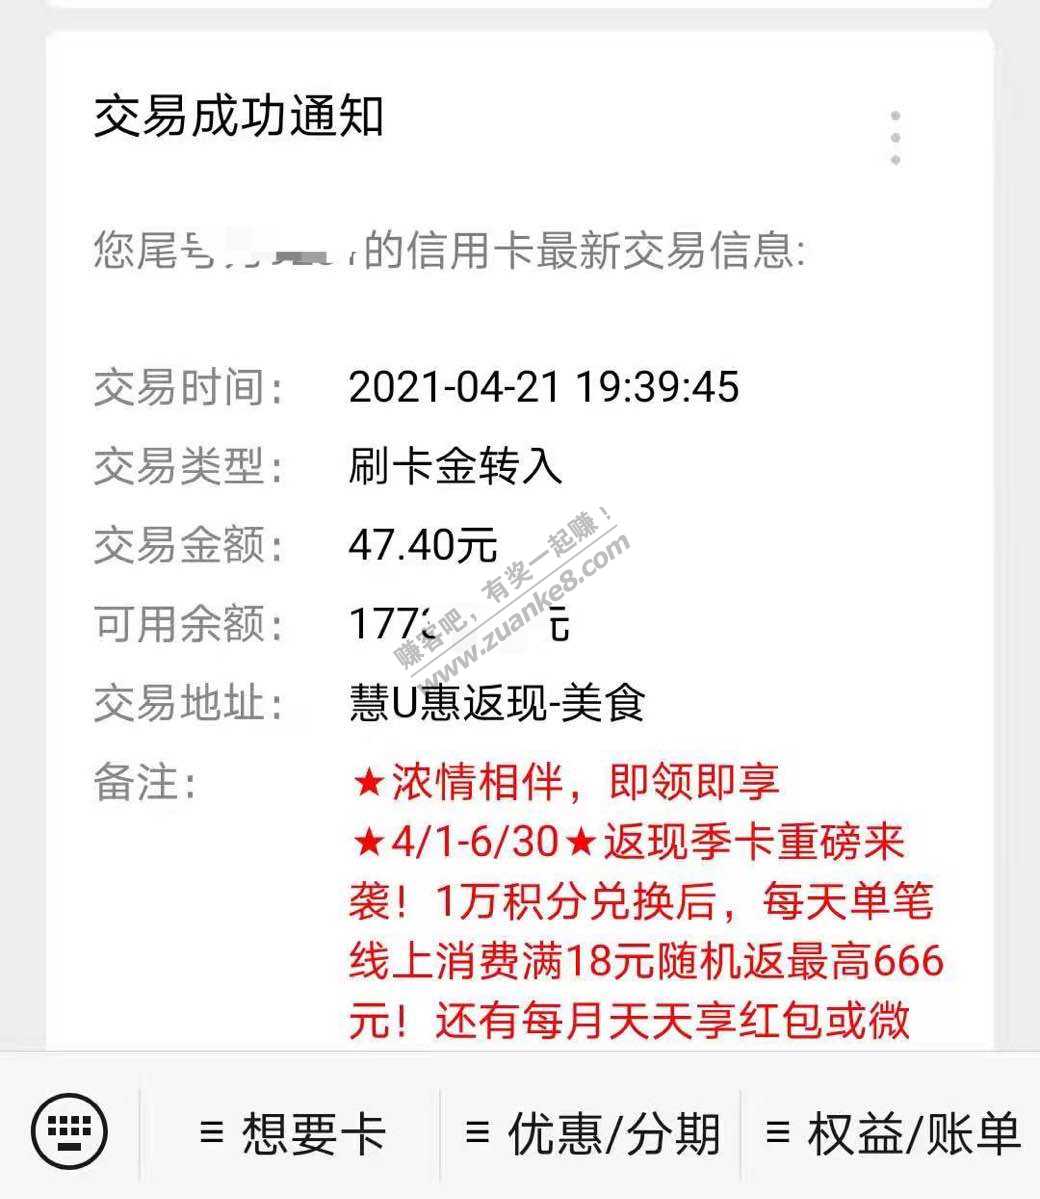 交易成功通知
您尾号 的信用卡最新交易信息:
交易时间: 2021-04-21 19:39:45
交易类型: 刷卡金转入
交易金额: 47.40元
可用余额: 177 元
交易地址: 慧U惠返现-美食
备注: ★浓情相伴，即领即享
★4/1-6/30★返现季卡重磅来
袭！1万积分兑换后，每天单笔
线上消费满18元随机返最高666
元！还有每月天天享红包或微
赚客吧，有奖一起赚！
www.zuanke8.com
≡ 想要卡 ≡ 优惠/分期 ≡ 权益/账单